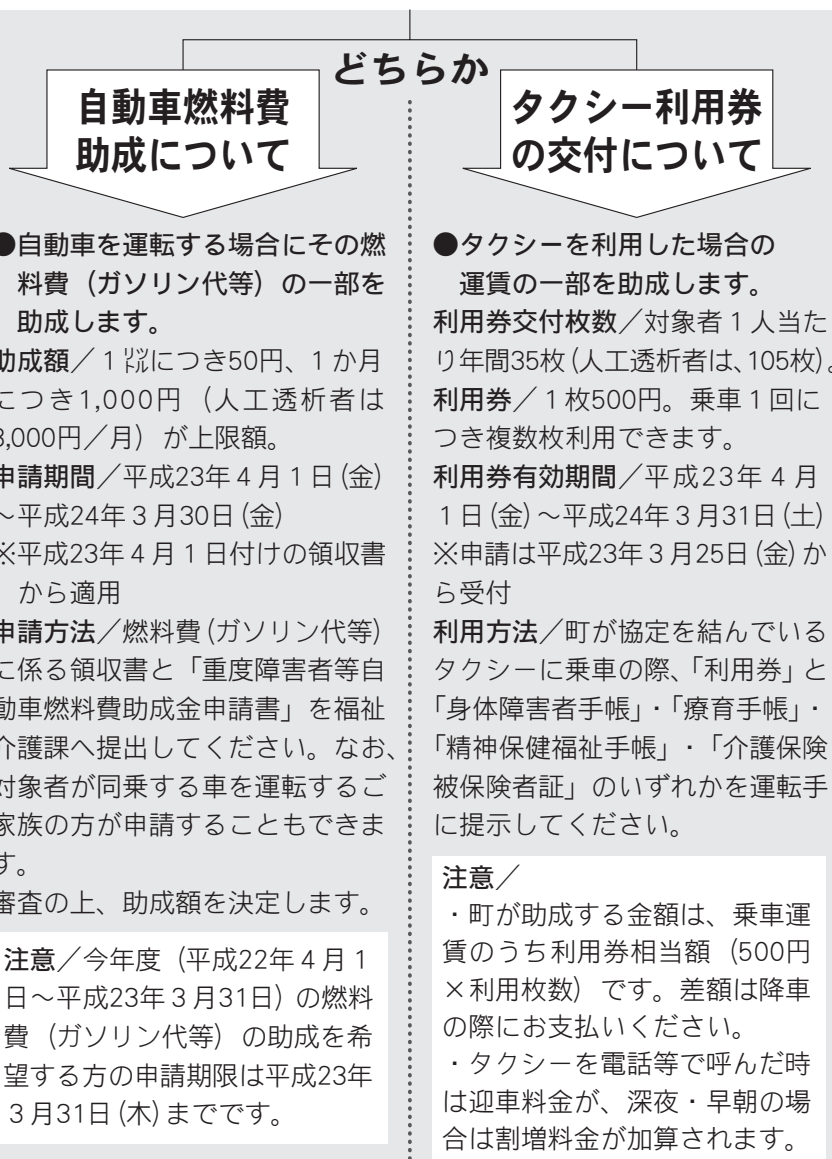 どちらか
自動車燃料費
助成について
●自動車を運転する場合にその燃
料費（ガソリン代等）の一部を
助成します。
助成額／１㍑につき50円、１か月
につき1,000円（人工透析者は
3,000円／月）が上限額。
申請期間／平成23年４月１日(金)
～平成24年３月30日(金)
※平成23年４月１日付けの領収書
から適用
申請方法／燃料費(ガソリン代等)
に係る領収書と「重度障害者等自
動車燃料費助成金申請書」を福祉
介護課へ提出してください。なお、
対象者が同乗する車を運転するご
家族の方が申請することもできま
す。
審査の上、助成額を決定します。
注意／今年度（平成22年４月１
日～平成23年３月31日）の燃料
費（ガソリン代等）の助成を希
望する方の申請期限は平成23年
３月31日(木)までです。
タクシー利用券
の交付について
●タクシーを利用した場合の
運賃の一部を助成します。
利用券交付枚数／対象者１人当た
り年間35枚(人工透析者は、105枚)。
利用券／１枚500円。乗車１回に
つき複数枚利用できます。
利用券有効期間／平成23年４月
１日(金)～平成24年３月31日(土)
※申請は平成23年３月25日(金)か
ら受付
利用方法／町が協定を結んでいる
タクシーに乗車の際、「利用券」と
「身体障害者手帳」・「療育手帳」・
「精神保健福祉手帳」・「介護保険
被保険者証」のいずれかを運転手
に提示してください。
注意／
・町が助成する金額は、乗車運
賃のうち利用券相当額（500円
×利用枚数）です。差額は降車
の際にお支払いください。
・タクシーを電話等で呼んだ時
は迎車料金が、深夜・早朝の場
合は割増料金が加算されます。